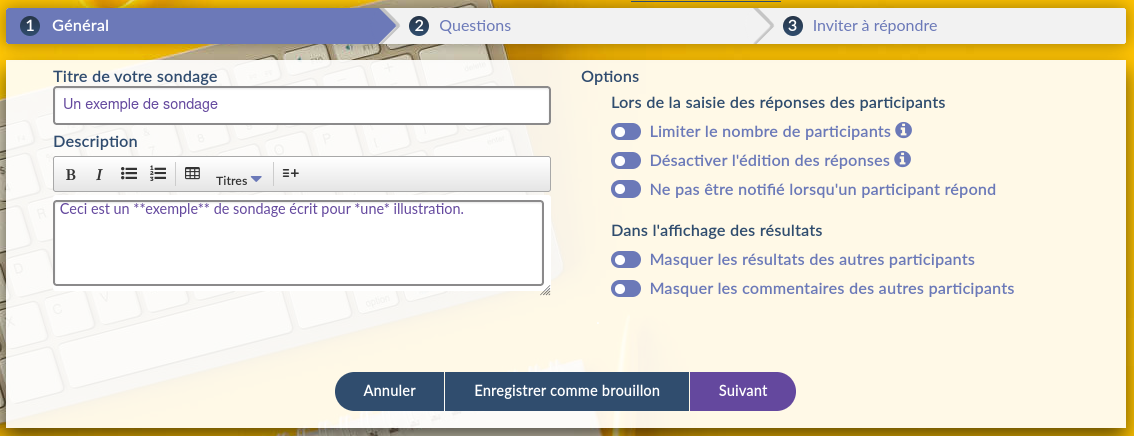 1 Général
2 Questions
3 Inviter à répondre
Titre de votre sondage
Un exemple de sondage
Description
B I Titres
Ceci est un **exemple** de sondage écrit pour *une* illustration.
Options
Lors de la saisie des réponses des participants
Limiter le nombre de participants
Désactiver l'édition des réponses
Ne pas être notifié lorsqu'un participant répond
Dans l'affichage des résultats
Masquer les résultats des autres participants
Masquer les commentaires des autres participants
Annuler
Enregistrer comme brouillon
Suivant